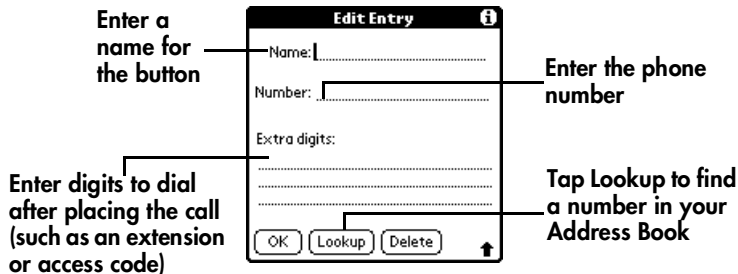 Enter a
name for
the button
Edit Entry
Name:
Number:
Extra digits:
OK
Lookup
Delete
Enter the phone
number
Enter digits to dial
after placing the call
(such as an extension
or access code)
Tap Lookup to find
a number in your
Address Book